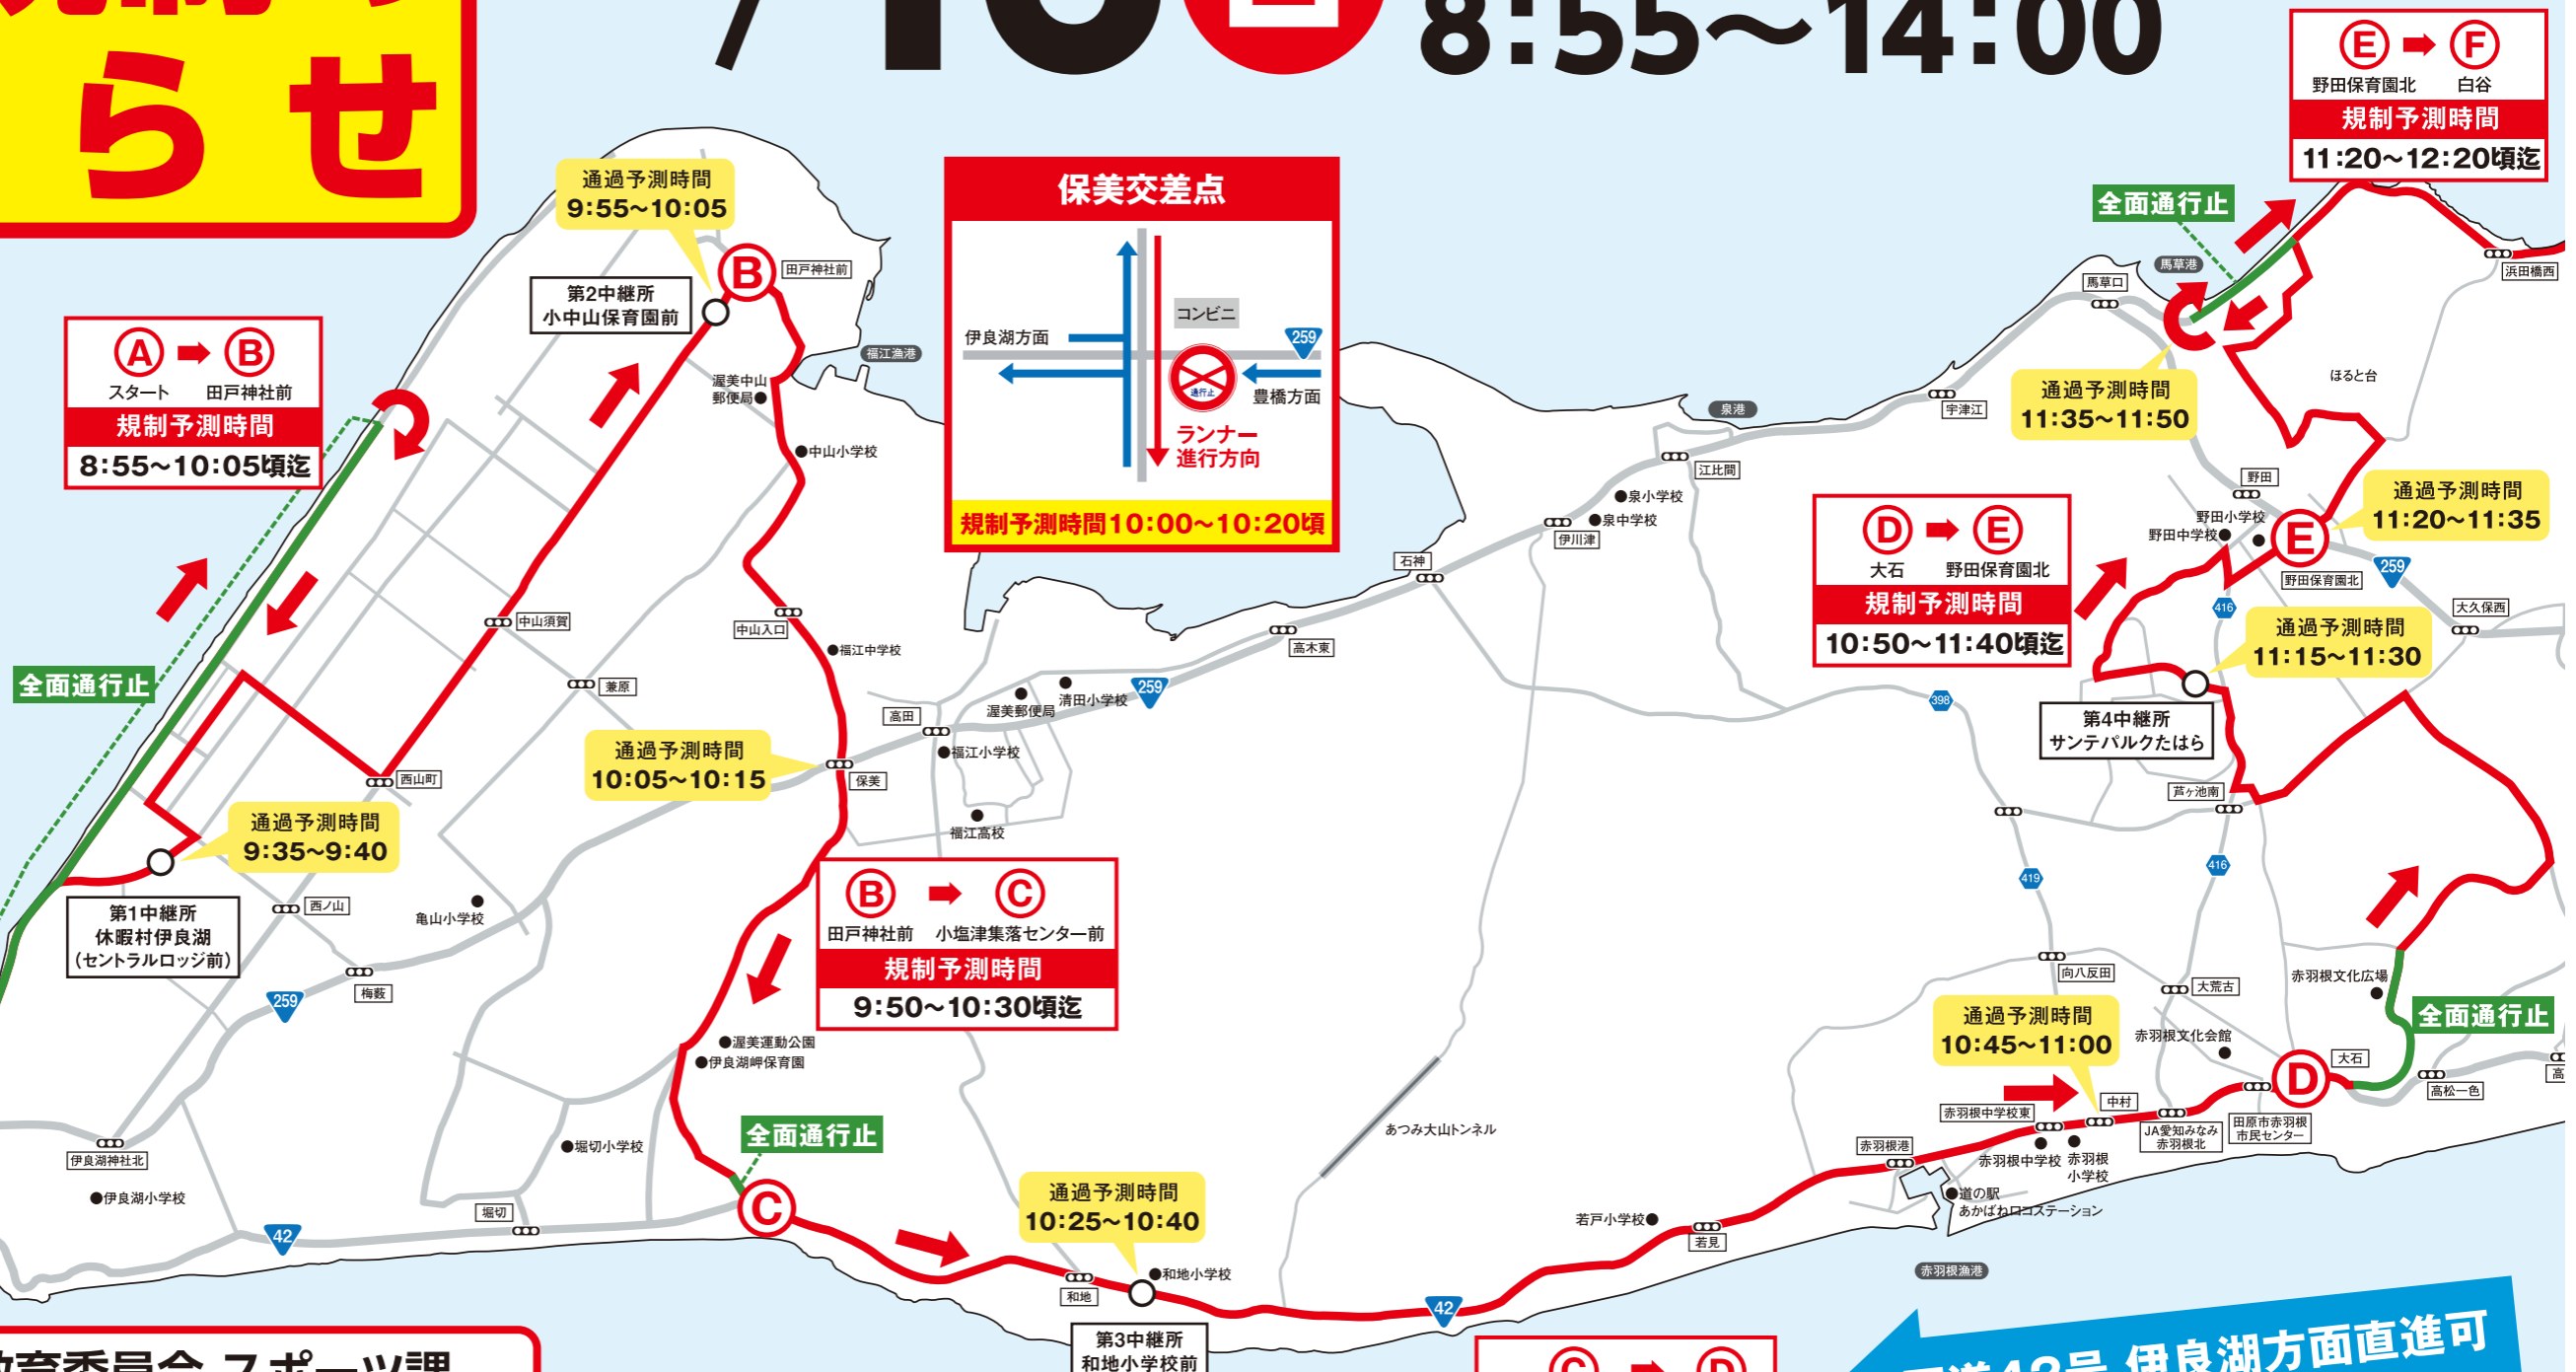 らせ
8:55～14:00
E ➡ F
野田保育園北 白谷
規制予測時間
11:20～12:20頃迄
全面通行止
馬草港
馬草口
浜田橋西
ほると台
通過予測時間
11:35～11:50
宇津江
泉港
江比間
泉小学校
泉中学校
伊川津
石神
高木東
通過予測時間
9:55～10:05
B
田戸神社前
第2中継所
小中山保育園前
福江漁港
渥美中山
郵便局
中山小学校
保美交差点
コンビニ
伊良湖方面
259
通行止
豊橋方面
ランナー
進行方向
規制予測時間10:00～10:20頃
A ➡ B
スタート 田戸神社前
規制予測時間
8:55～10:05頃迄
全面通行止
中山須賀
中山入口
福江中学校
兼原
西山町
通過予測時間
9:35～9:40
第1中継所
休暇村伊良湖
(セントラルロッジ前)
西ノ山
亀山小学校
梅薮
259
通過予測時間
10:05～10:15
保美
高田
渥美郵便局
清田小学校
259
福江小学校
福江高校
B ➡ C
田戸神社前 小塩津集落センター前
規制予測時間
9:50～10:30頃迄
渥美運動公園
伊良湖岬保育園
堀切小学校
全面通行止
C
伊良湖神社北
伊良湖小学校
42
堀切
通過予測時間
10:25～10:40
和地小学校
和地
第3中継所
和地小学校前
あつみ大山トンネル
42
若戸小学校
若見
D ➡ E
大石 野田保育園北
規制予測時間
10:50～11:40頃迄
野田
野田小学校
野田中学校
E
野田保育園北
通過予測時間
11:20～11:35
259
416
大久保西
通過予測時間
11:15～11:30
第4中継所
サンテパルクたはら
398
芦ヶ池南
419
416
向八反田
大荒古
赤羽根文化広場
全面通行止
通過予測時間
10:45～11:00
赤羽根文化会館
大石
D
高松一色
高
中村
赤羽根中学校東
JA愛知みなみ
赤羽根北
田原市赤羽根
市民センター
赤羽根港
赤羽根中学校
赤羽根
小学校
道の駅
あかばねロコステーション
赤羽根漁港
C ➡ D
伊良湖方面直進可
教育委員会 スポーツ課